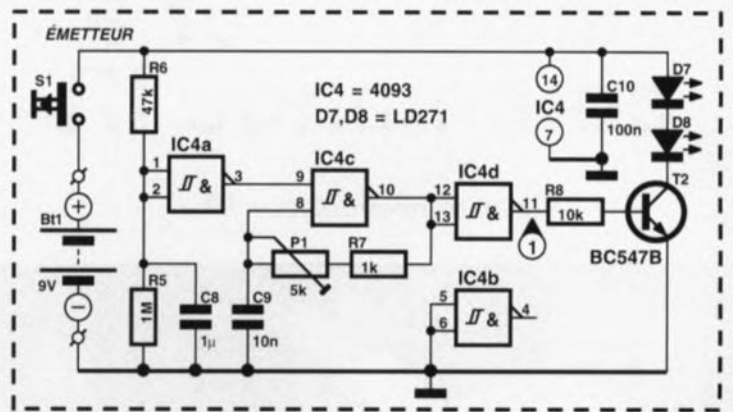 ÉMETTEUR
S1
R6
47k
IC4 = 4093
D7,D8 = LD271
14
IC4
7
C10
100n
D7
D8
IC4a
1
2
3
&
IC4c
9
8
10
&
IC4d
12
13
11
&
R8
10k
T2
BC547B
1
+
Bt1
9V
−
R5
1M
C8
1µ
C9
10n
P1
5k
R7
1k
IC4b
5
6
4
&